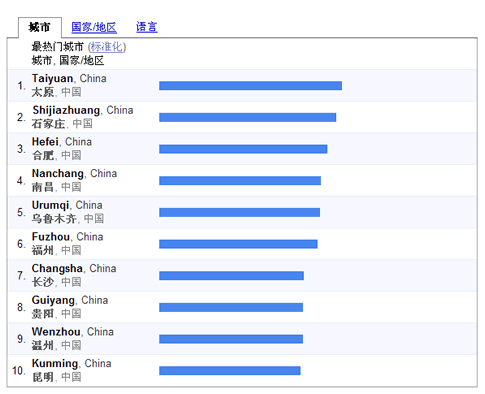 城市 国家/地区 语言
最热门城市 (标准化)
城市, 国家/地区
1. Taiyuan, China
太原, 中国
2. Shijiazhuang, China
石家庄, 中国
3. Hefei, China
合肥, 中国
4. Nanchang, China
南昌, 中国
5. Urumqi, China
乌鲁木齐, 中国
6. Fuzhou, China
福州, 中国
7. Changsha, China
长沙, 中国
8. Guiyang, China
贵阳, 中国
9. Wenzhou, China
温州, 中国
10. Kunming, China
昆明, 中国